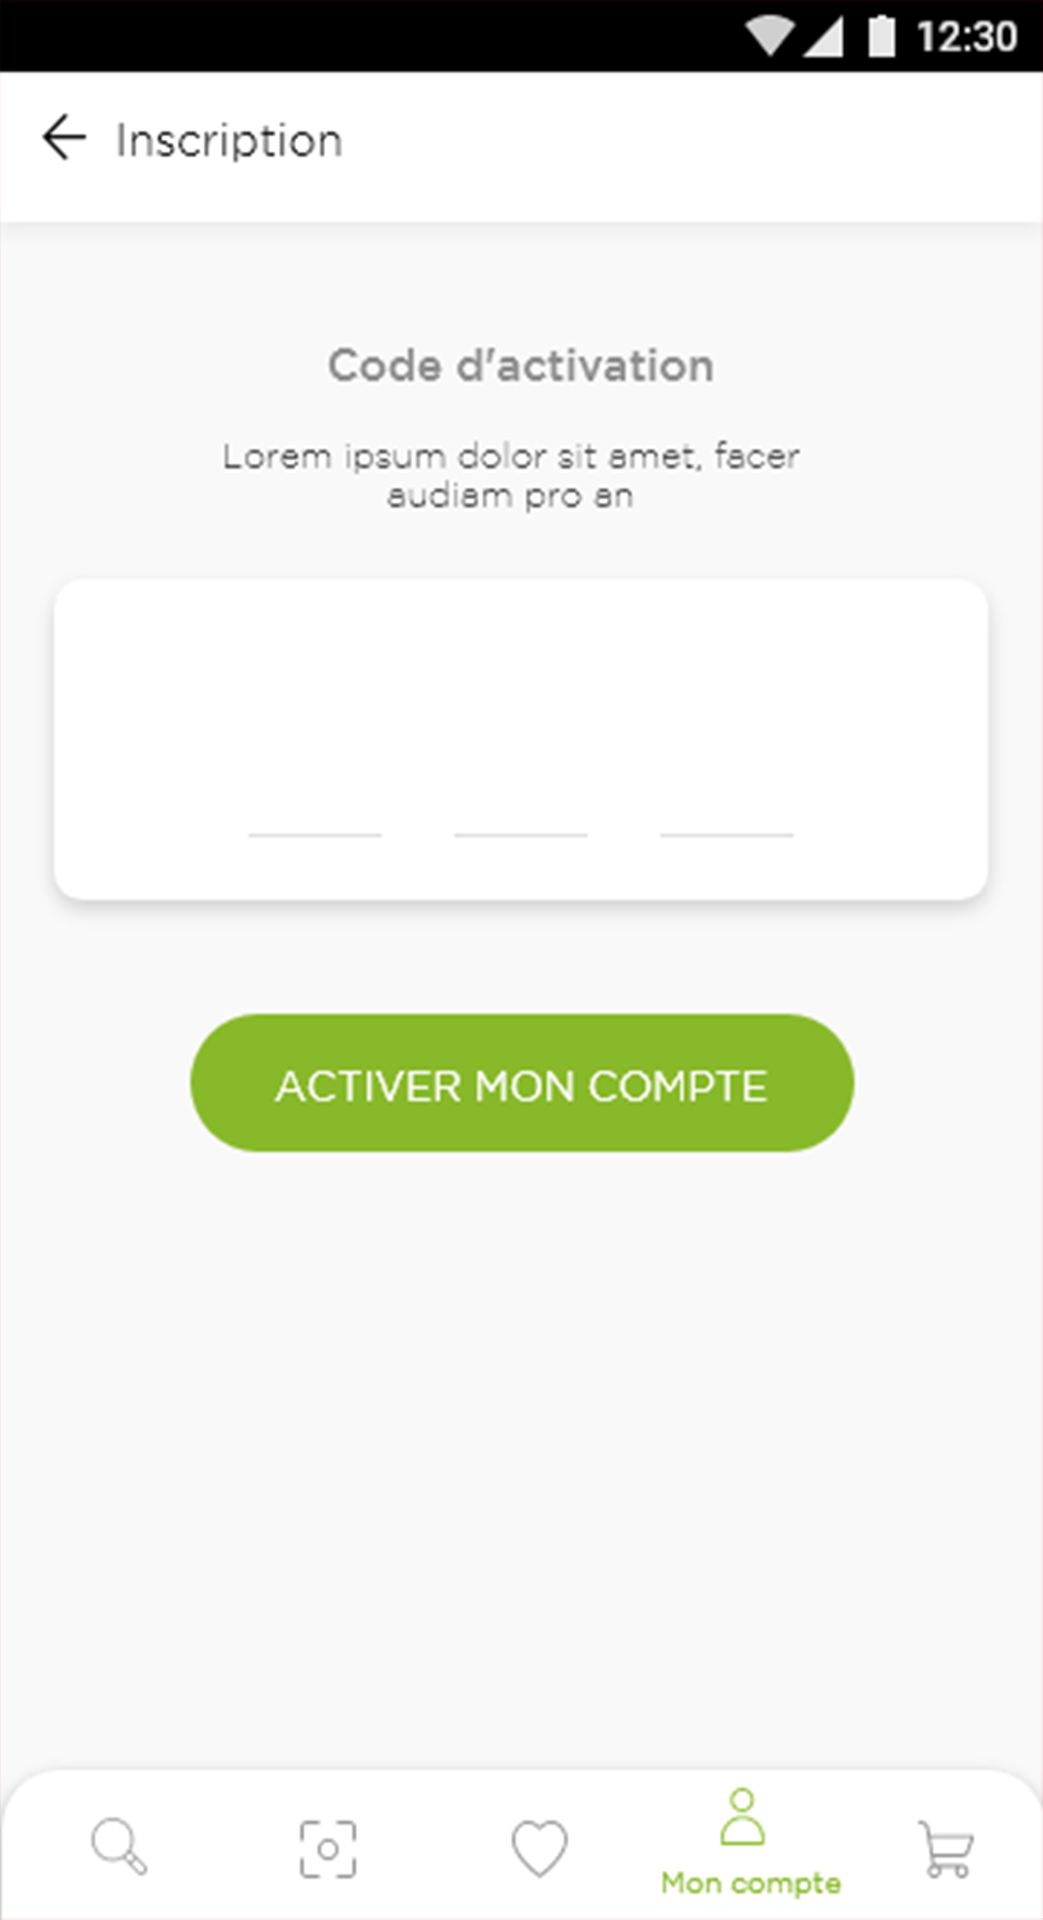 12:30
Inscription
Code d'activation
Lorem ipsum dolor sit amet, facer
audiam pro an
ACTIVER MON COMPTE
Mon compte